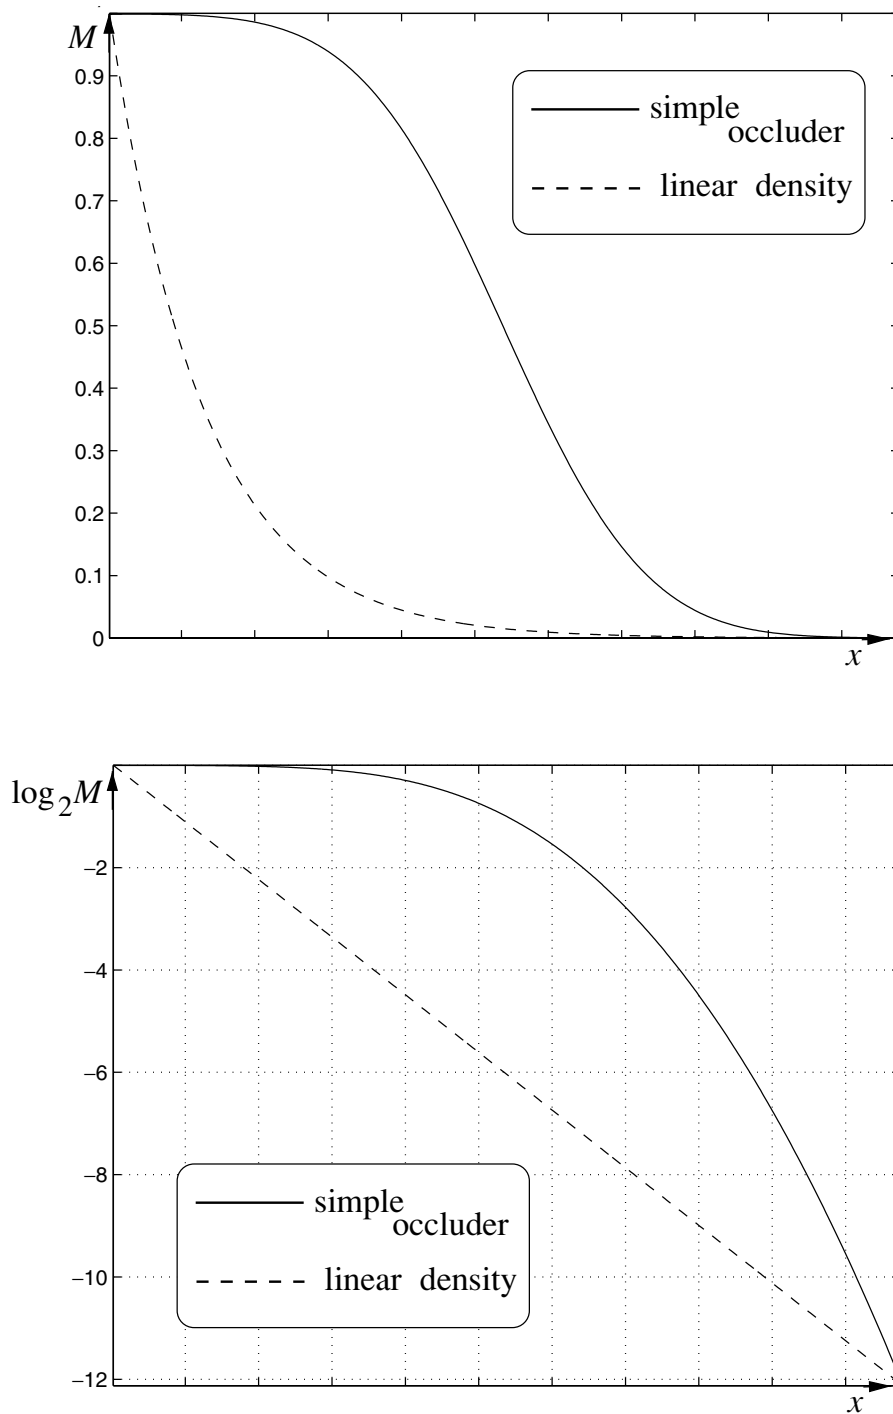 M
0.9
0.8
0.7
0.6
0.5
0.4
0.3
0.2
0.1
0
simple
occluder
linear density
x
log2M
−2
−4
−6
−8
−10
−12
simple
occluder
linear density
x